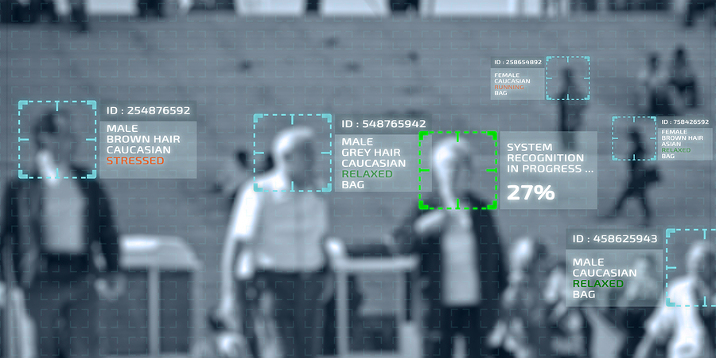 ID : 258654892
FEMALE
CAUCASIAN
RUNNING
BAG
ID : 254876592
MALE
BROWN HAIR
CAUCASIAN
STRESSED
ID : 548765942
MALE
GREY HAIR
CAUCASIAN
RELAXED
BAG
SYSTEM
RECOGNITION
IN PROGRESS ...
27%
ID : 758426592
FEMALE
BROWN HAIR
ASIAN
RELAXED
BAG
ID : 458625943
MALE
CAUCASIAN
RELAXED
BAG